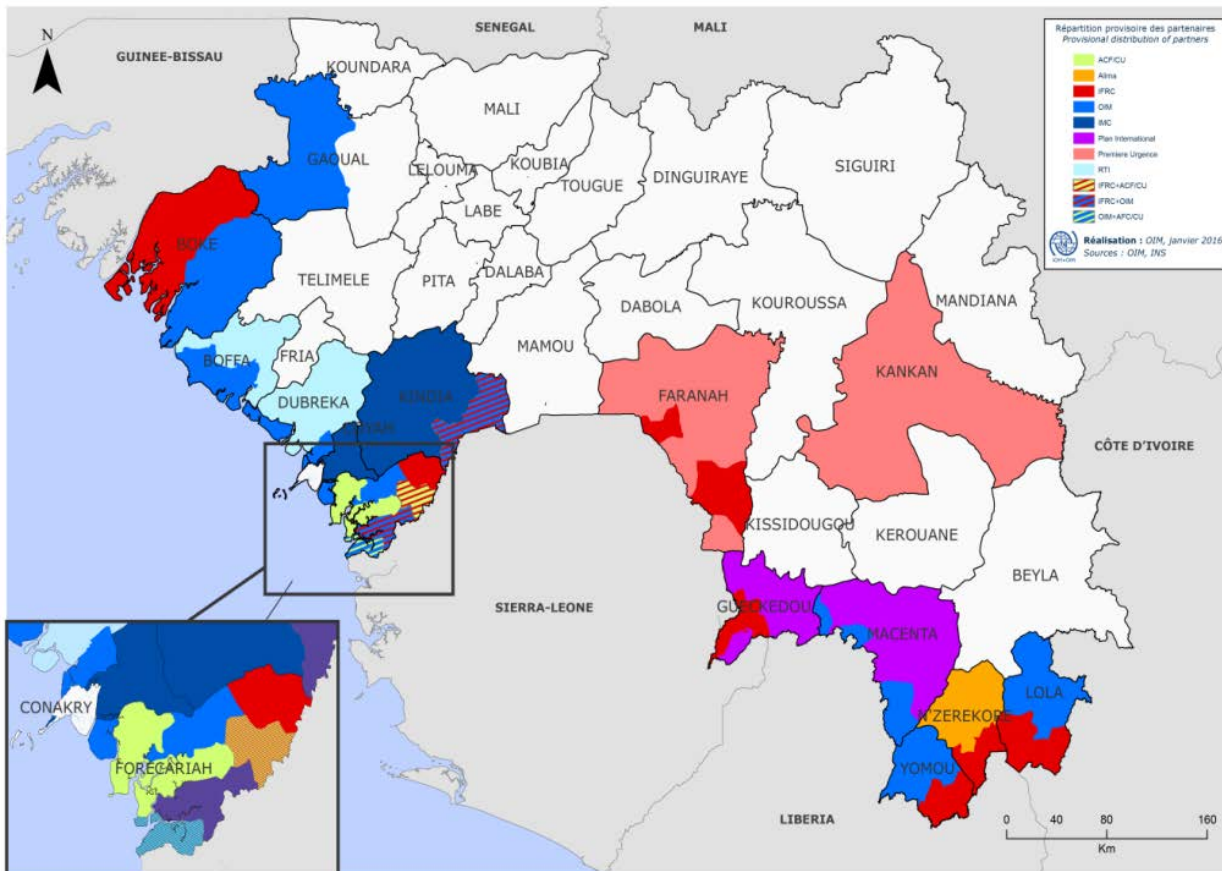 SENEGAL
MALI
GUINEE-BISSAU
N
KOUNDARA
MALI
GAOUAL
LELOUMA
KOUBIA
TOUGUE
DINGUIRAYE
SIGUIRI
LABE
BOKE
TELIMELE
PITA
DALABA
DABOLA
KOUROUSSA
MANDIANA
BOFFA
FRIA
MAMOU
KANKAN
DUBREKA
KINDIA
FARANAH
CÔTE D'IVOIRE
KISSIDOUGOU
KEROUANE
BEYLA
SIERRA-LEONE
GUECKEDOU
MACENTA
LOLA
N'ZEREKORE
YOMOU
LIBERIA
CONAKRY
FORECARIAH
Répartition provisoire des partenaires
Provisional distribution of partners
ACF/CU
Alima
IFRC
OIM
IMC
Plan International
Premiere Urgence
RTI
IFRC+ACF/CU
IFRC+OIM
OIM+AFC/CU
IOM•OIM
Réalisation : OIM, janvier 2016
Sources : OIM, INS
0 40 80 160
Km